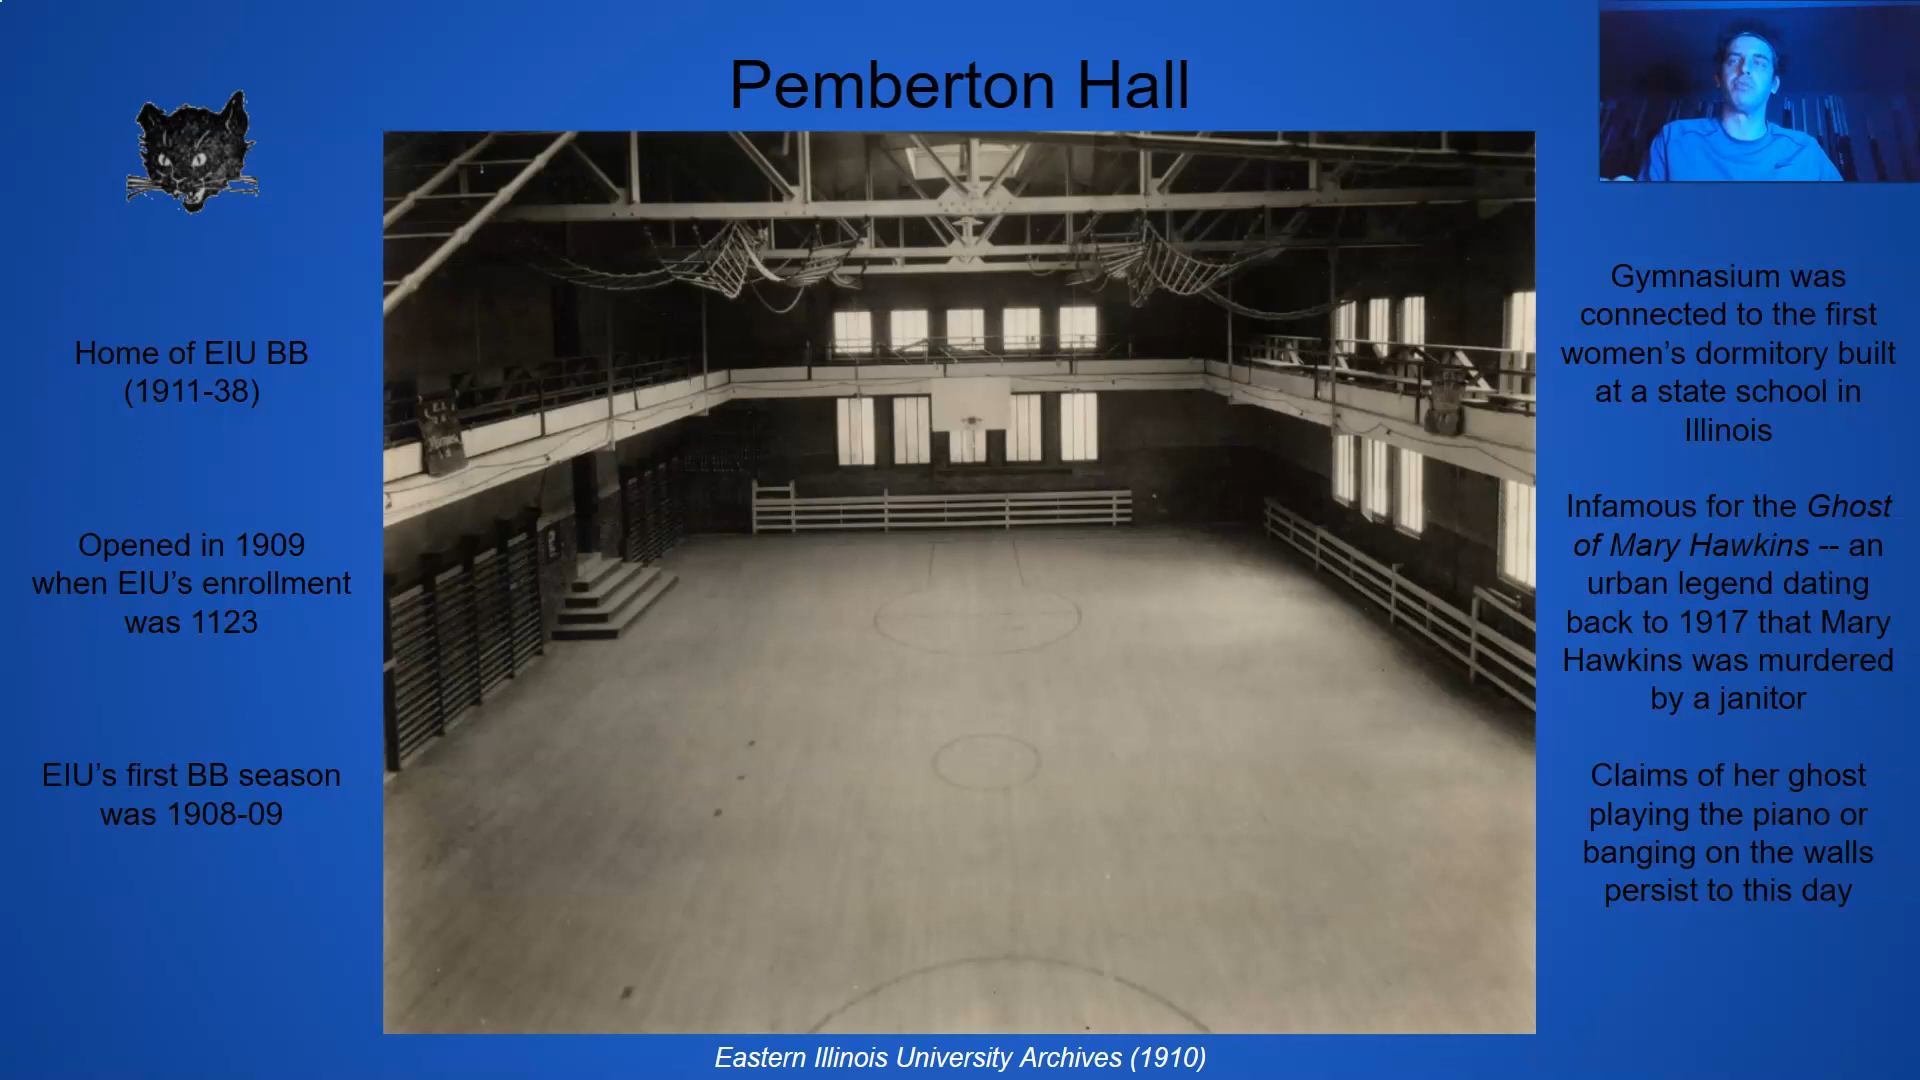 Pemberton Hall
Home of EIU BB
(1911-38)
Opened in 1909
when EIU's enrollment
was 1123
EIU's first BB season
was 1908-09
Gymnasium was
connected to the first
women's dormitory built
at a state school in
Illinois
Infamous for the Ghost
of Mary Hawkins -- an
urban legend dating
back to 1917 that Mary
Hawkins was murdered
by a janitor
Claims of her ghost
playing the piano or
banging on the walls
persist to this day
Eastern Illinois University Archives (1910)